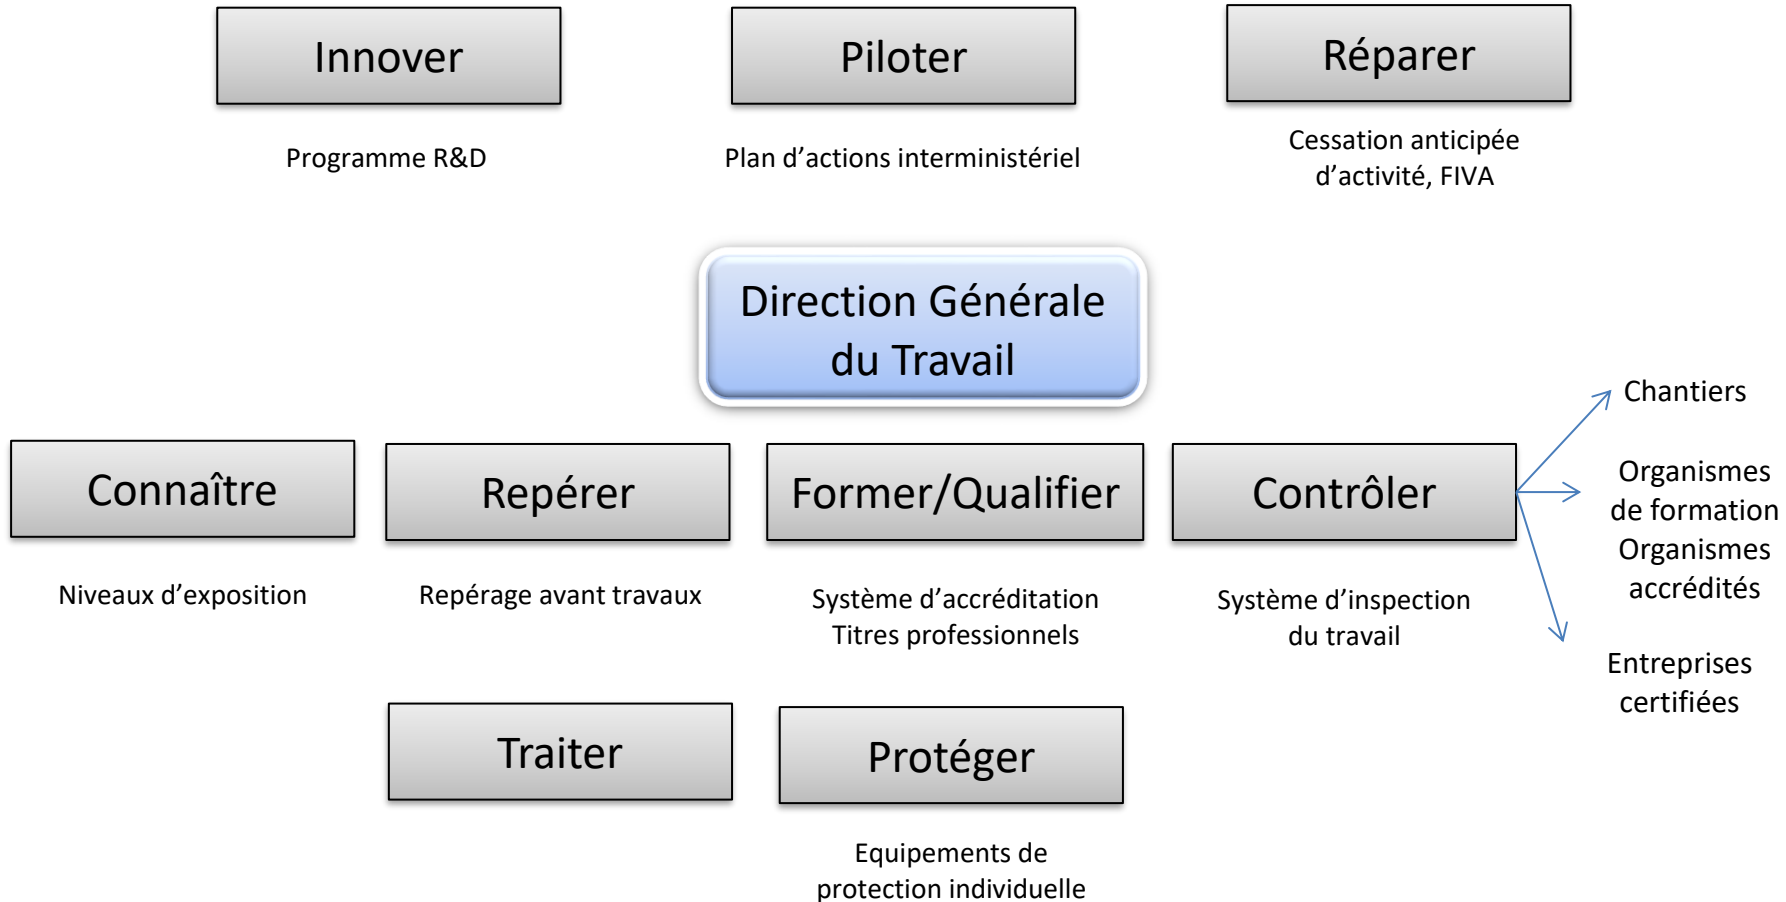 Innover
Piloter
Réparer
Programme R&D
Plan d’actions interministériel
Cessation anticipée
d’activité, FIVA
Direction Générale
du Travail
Connaître
Repérer
Former/Qualifier
Contrôler
Chantiers
Organismes
de formation
Organismes
accrédités
Entreprises
certifiées
Niveaux d’exposition
Repérage avant travaux
Système d’accréditation
Titres professionnels
Système d’inspection
du travail
Traiter
Protéger
Equipements de
protection individuelle